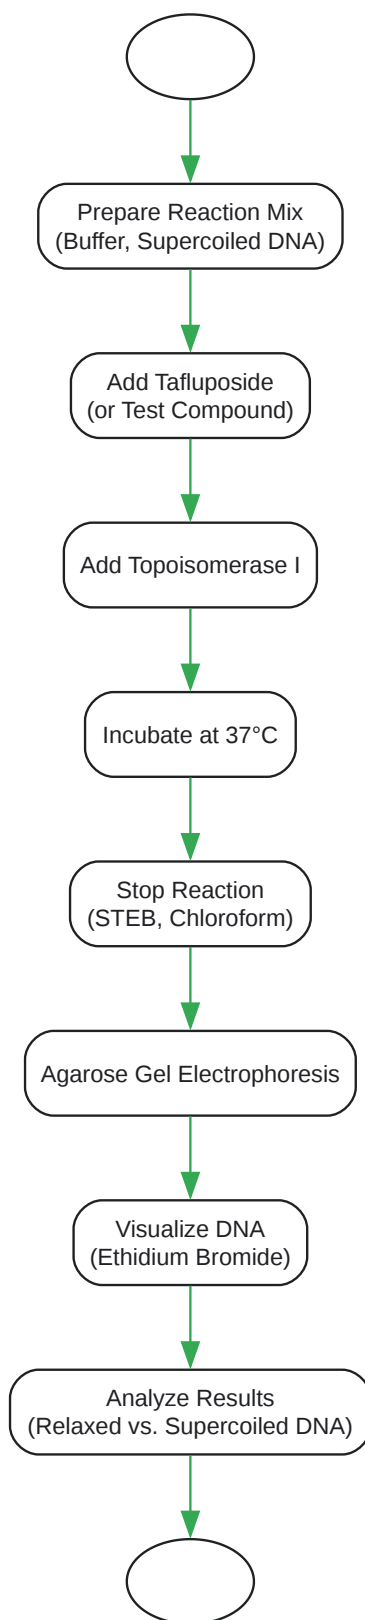 Prepare Reaction Mix
(Buffer, Supercoiled DNA)
Add Tafluposide
(or Test Compound)
Add Topoisomerase I
Incubate at 37°C
Stop Reaction
(STEB, Chloroform)
Agarose Gel Electrophoresis
Visualize DNA
(Ethidium Bromide)
Analyze Results
(Relaxed vs. Supercoiled DNA)